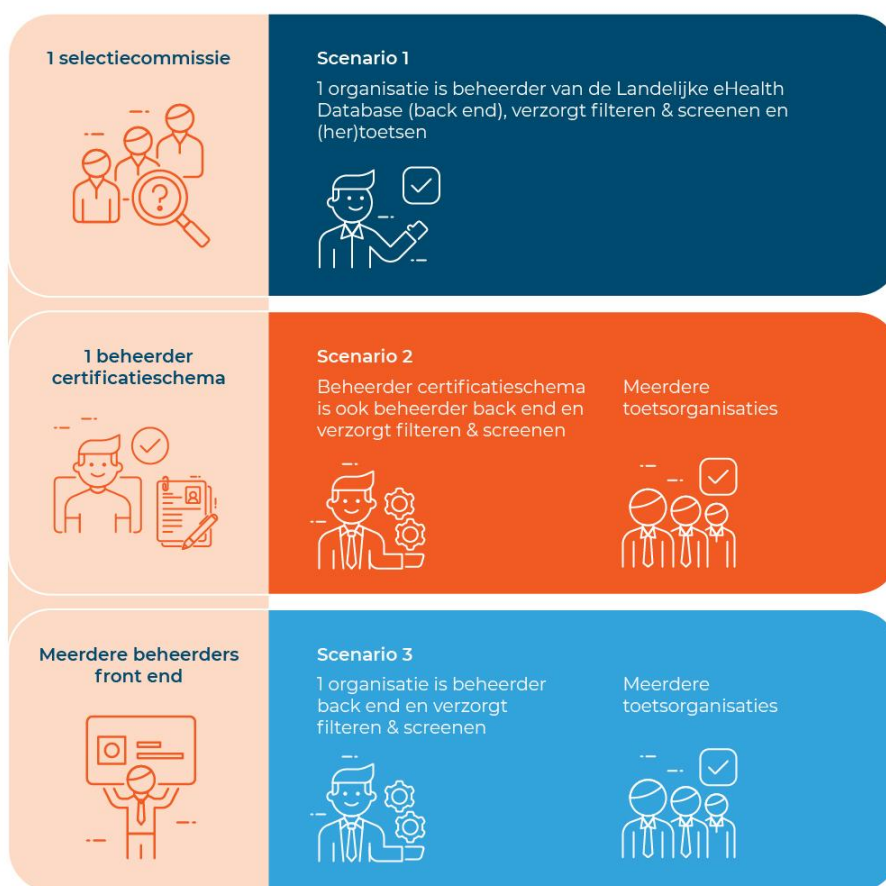 1 selectiecommissie
Scenario 1
1 organisatie is beheerder van de Landelijke eHealth
Database (back end), verzorgt filteren & screenen en
(her)toetsen
?
1 beheerder
certificatieschema
Scenario 2
Beheerder certificatieschema
is ook beheerder back end en
verzorgt filteren & screenen
Meerdere
toetsorganisaties
Meerdere beheerders
front end
Scenario 3
1 organisatie is beheerder
back end en verzorgt
filteren & screenen
Meerdere
toetsorganisaties